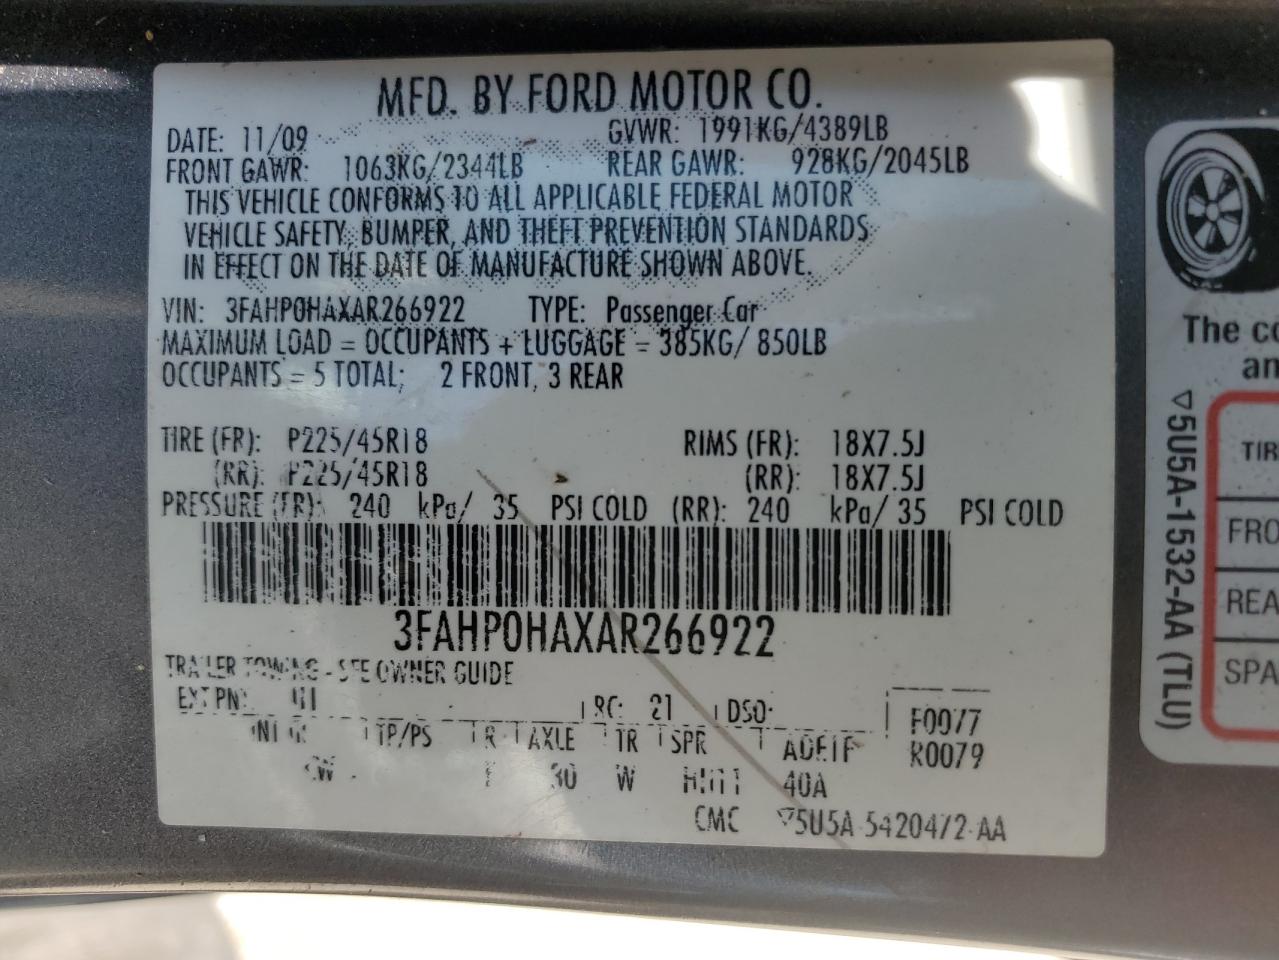 MFD. BY FORD MOTOR CO.
DATE: 11/09 GVWR: 1991KG/4389LB
FRONT GAWR: 1063KG/2344LB REAR GAWR: 928KG/2045LB
THIS VEHICLE CONFORMS TO ALL APPLICABLE FEDERAL MOTOR
VEHICLE SAFETY, BUMPER, AND THEFT PREVENTION STANDARDS
IN EFFECT ON THE DATE OF MANUFACTURE SHOWN ABOVE.
VIN: 3FAHP0HAXAR266922 TYPE: Passenger Car
MAXIMUM LOAD = OCCUPANTS + LUGGAGE = 385KG/ 850LB
OCCUPANTS = 5 TOTAL; 2 FRONT, 3 REAR
TIRE (FR): P225/45R18 RIMS (FR): 18X7.5J
(RR): P225/45R18 (RR): 18X7.5J
PRESSURE (FR): 240 kPa/ 35 PSI COLD (RR): 240 kPa/ 35 PSI COLD
3FAHP0HAXAR266922
TRAILER TOWING - SEE OWNER GUIDE
EXT PNT: RC: 21 DSO:
F0077
TP/PS R AXLE TR SPR
R0079
W 40A
CMC ▽5U5A-5420472-AA
The co
an
▽5U5A-1532-AA (TLU)
TIR
FRO
REA
SPA